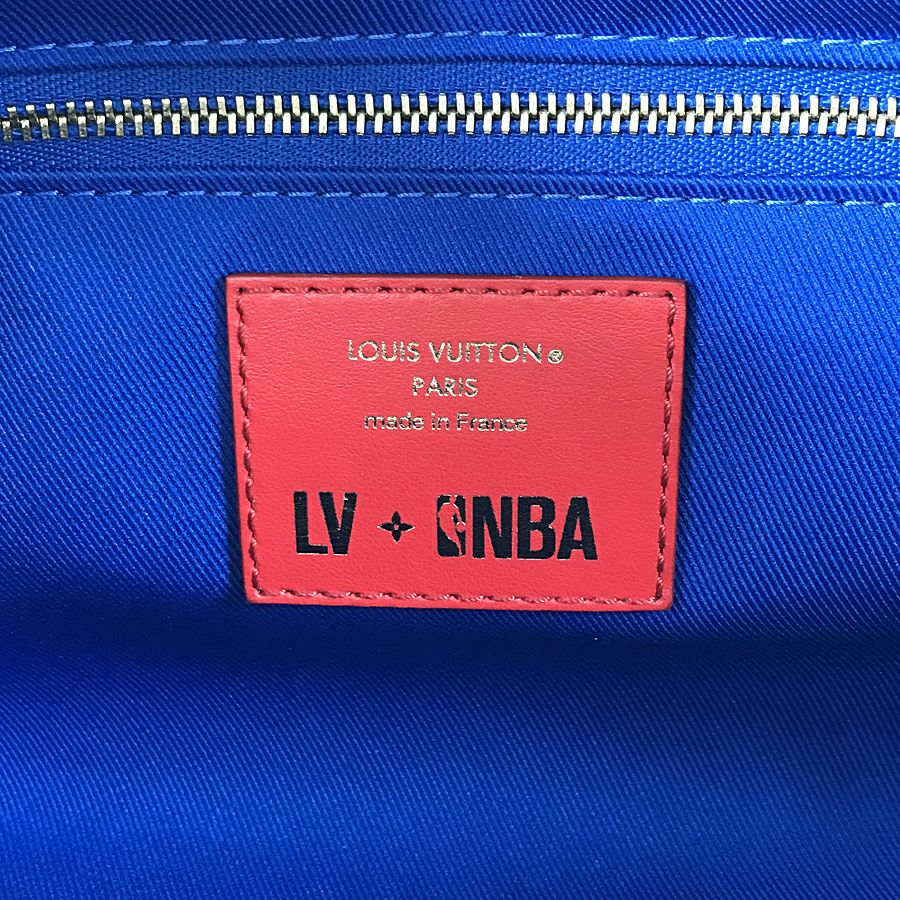 LOUIS VUITTON®
PARIS
made in France
LV + NBA